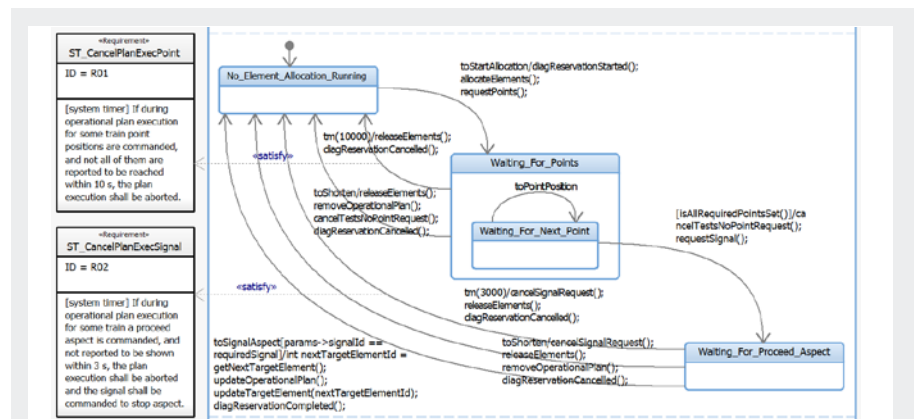 «Requirement»
ST_CancelPlanExecPoint
ID = R01
[system timer] If during
operational plan execution
for some train point
positions are commanded,
and not all of them are
reported to be reached
within 10 s, the plan
execution shall be aborted.
«Requirement»
ST_CancelPlanExecSignal
ID = R02
[system timer] If during
operational plan execution
for some train a proceed
aspect is commanded, and
not reported to be shown
within 3 s, the plan
execution shall be aborted
and the signal shall be
commanded to stop aspect.
No_Element_Allocation_Running
toStartAllocation/diagReservationStarted();
allocateElements();
requestPoints();
tm(10000)/releaseElements();
diagReservationCancelled();
«satisfy»
Waiting_For_Points
toPointPosition
Waiting_For_Next_Point
toShorten/releaseElements();
removeOperationalPlan();
cancelTestsNoPointRequest();
diagReservationCancelled();
[isAllRequiredPointsSet()]/ca
ncelTestsNoPointRequest();
requestSignal();
«satisfy»
tm(3000)/cancelSignalRequest();
releaseElements();
diagReservationCancelled();
toSignalAspect[params->signalId ==
requiredSignal]/int nextTargetElementId =
getNextTargetElement();
updateOperationalPlan();
updateTargetElement(nextTargetElementId);
diagReservationCompleted();
toShorten/cancelSignalRequest();
releaseElements();
removeOperationalPlan();
diagReservationCancelled();
Waiting_For_Proceed_Aspect